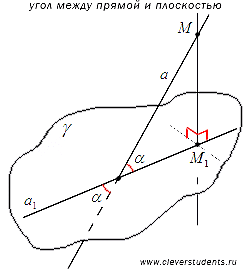 угол между прямой и плоскостью
M
a
γ
α
M₁
α
a₁
www.cleverstudents.ru